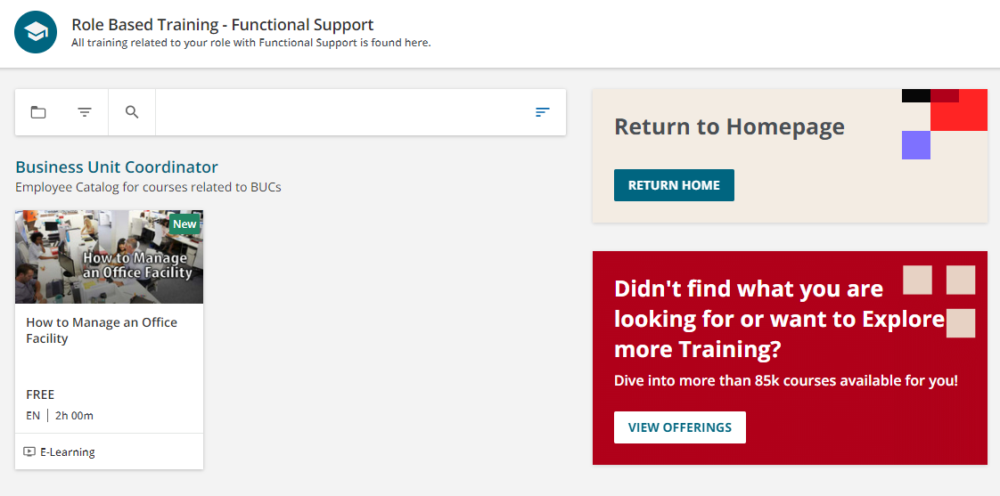 Role Based Training - Functional Support
All training related to your role with Functional Support is found here.
Business Unit Coordinator
Employee Catalog for courses related to BUCs
New
How to Manage
an Office Facility
How to Manage an Office
Facility
FREE
EN | 2h 00m
E-Learning
Return to Homepage
RETURN HOME
Didn't find what you are
looking for or want to Explore
more Training?
Dive into more than 85k courses available for you!
VIEW OFFERINGS